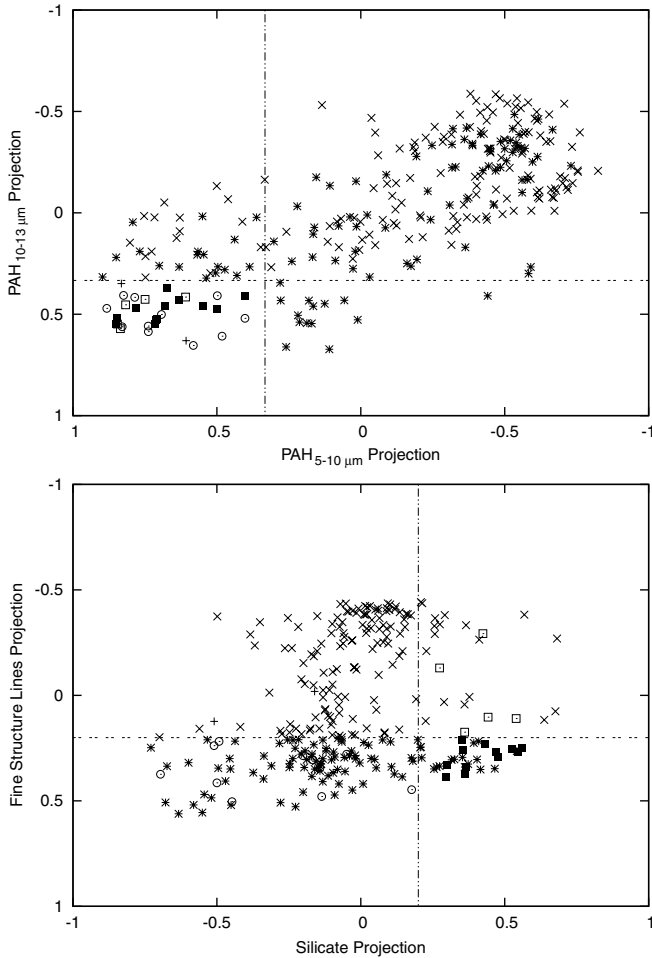 -1
-0.5
0
0.5
1
PAH10-13 μm Projection
1 0.5 0 -0.5 -1
PAH5-10 μm Projection
-1
-0.5
0
0.5
1
Fine Structure Lines Projection
-1 -0.5 0 0.5 1
Silicate Projection